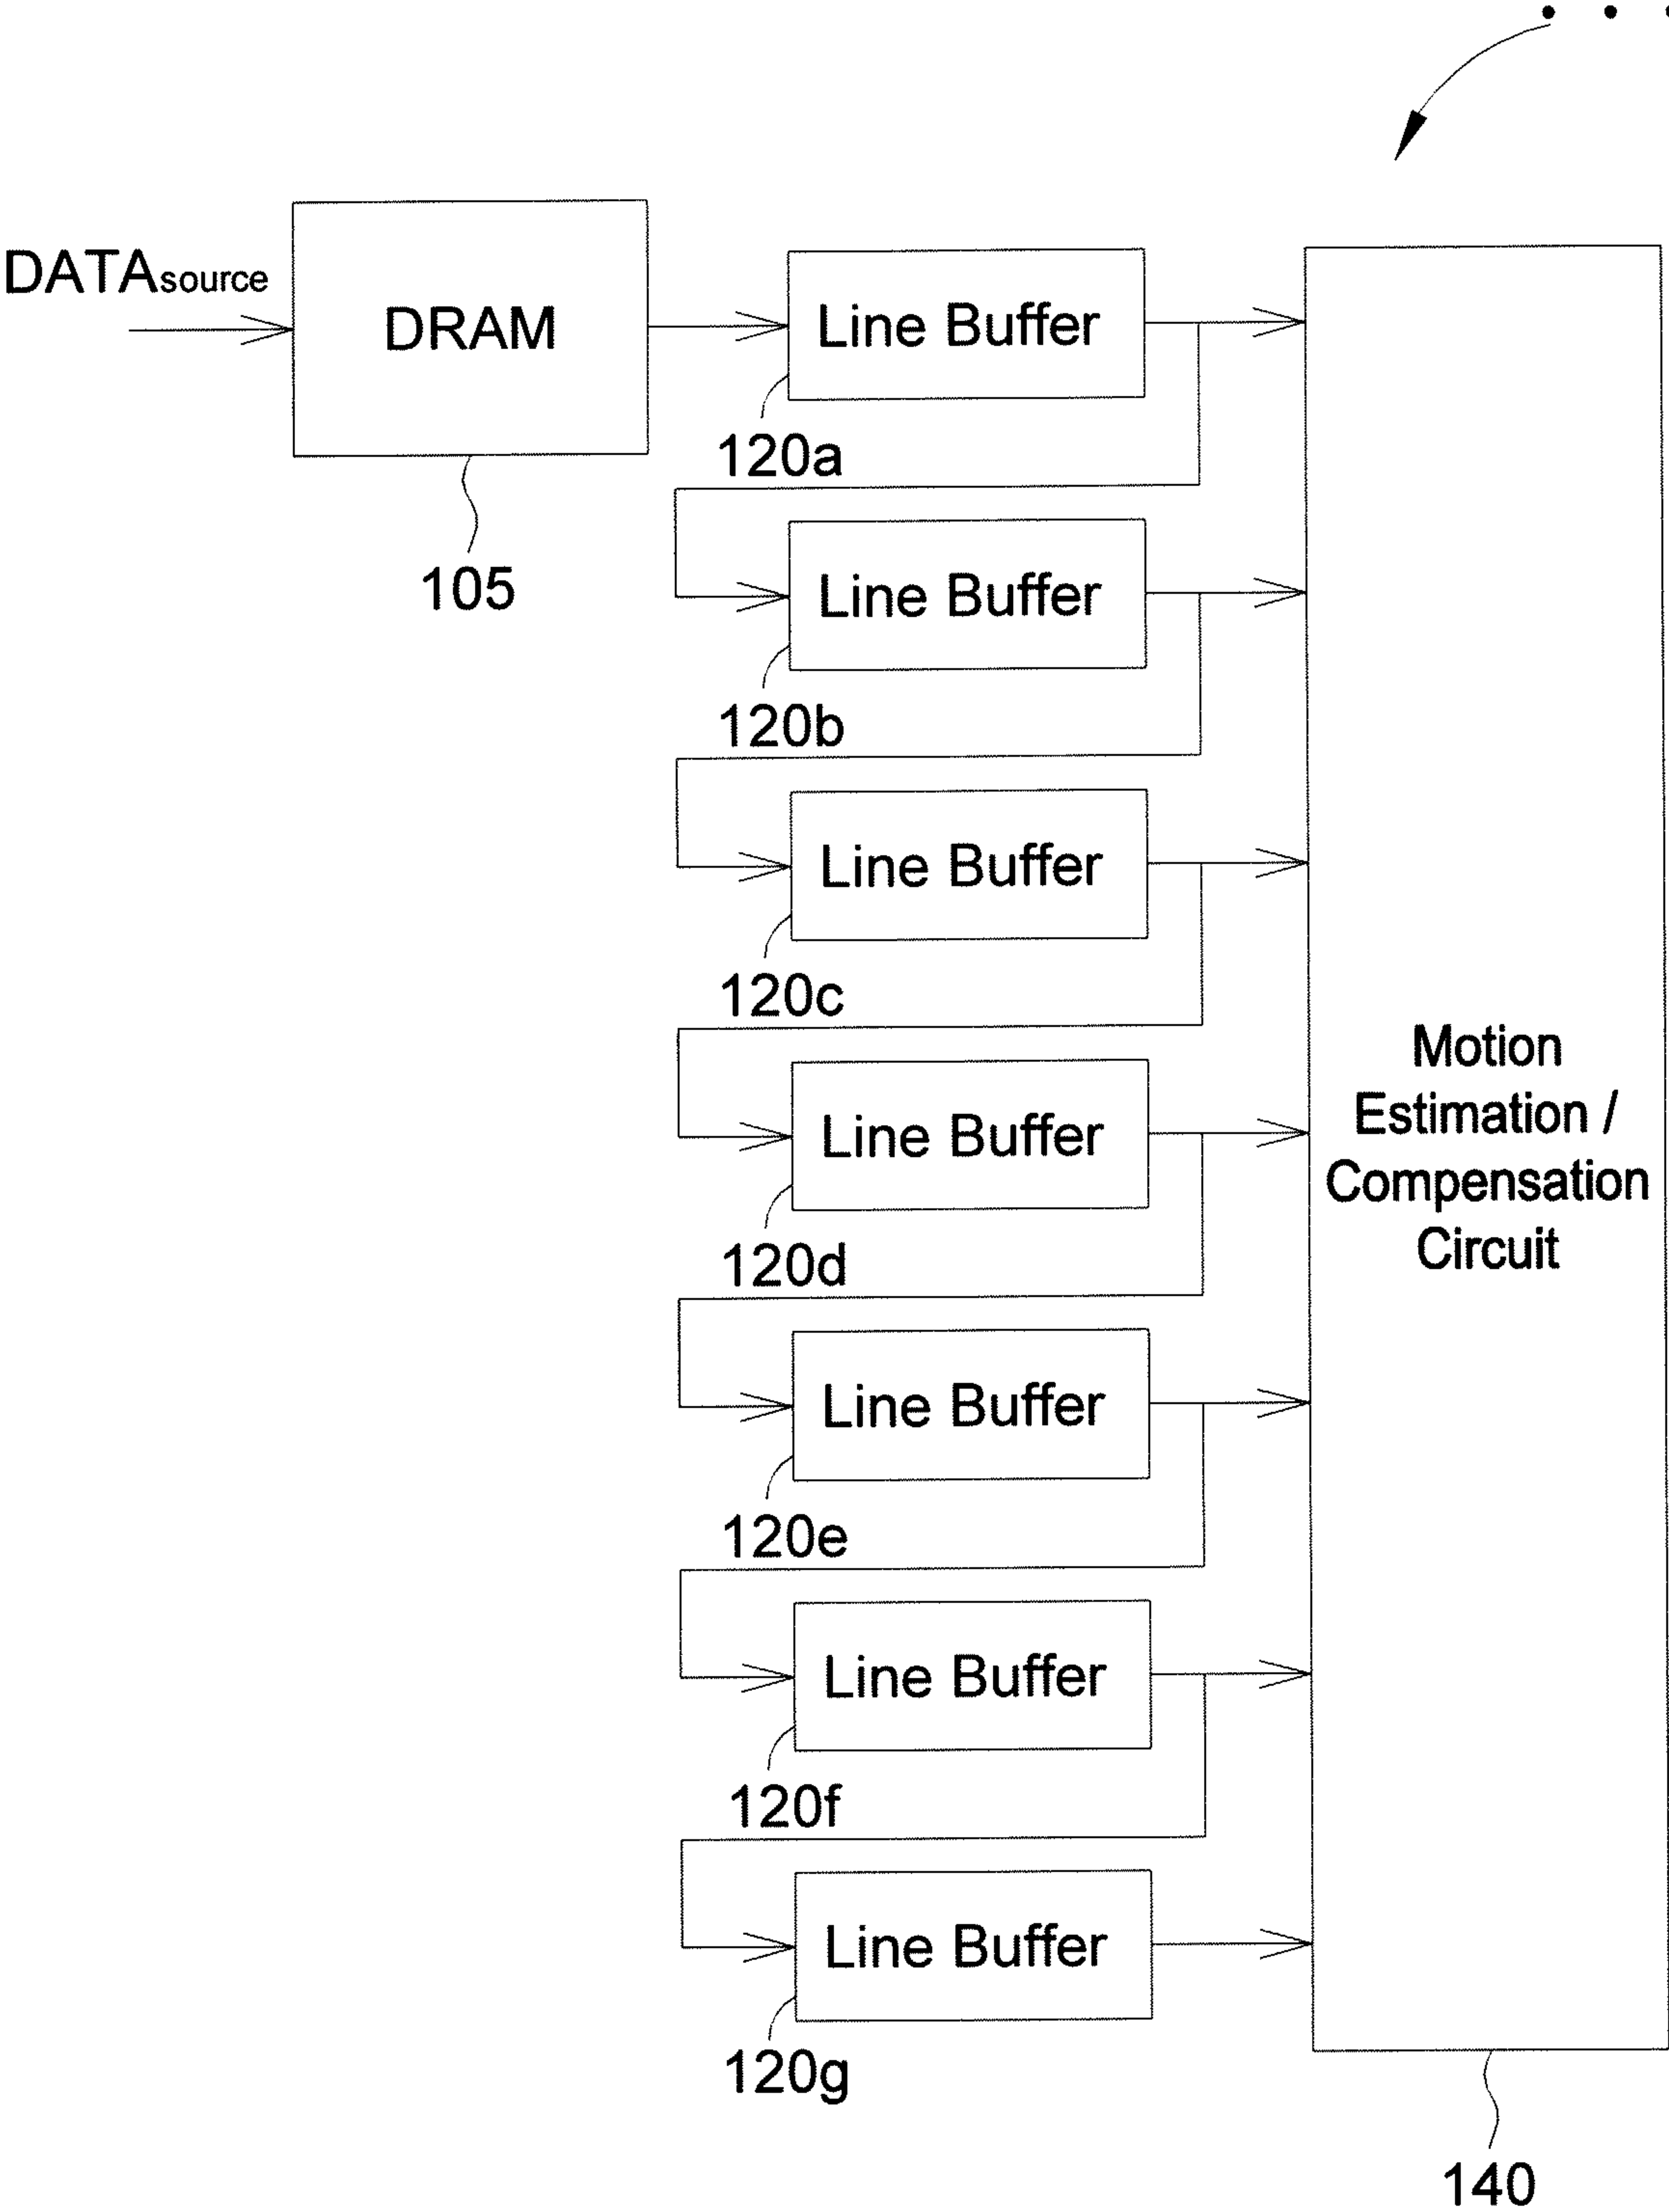 DATAsource
DRAM
105
Line Buffer
120a
Line Buffer
120b
Line Buffer
120c
Line Buffer
120d
Line Buffer
120e
Line Buffer
120f
Line Buffer
120g
Motion
Estimation /
Compensation
Circuit
140